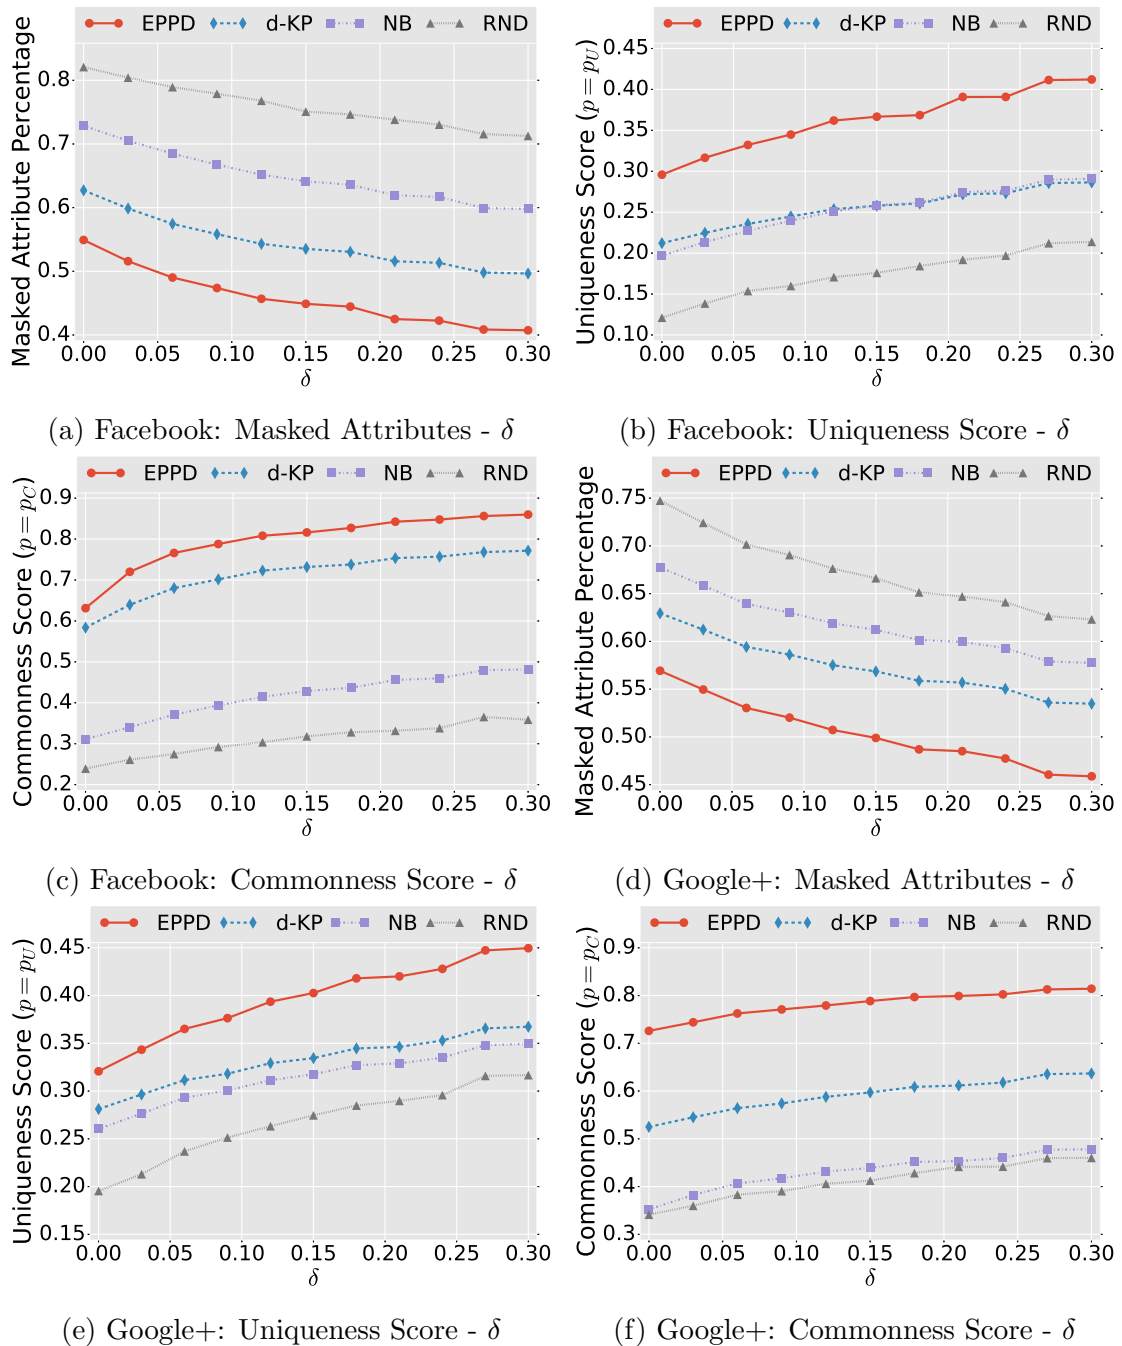 EPPD d-KP NB RND
Masked Attribute Percentage
0.8
0.7
0.6
0.5
0.4
0.00 0.05 0.10 0.15 0.20 0.25 0.30
δ
(a) Facebook: Masked Attributes - δ
EPPD d-KP NB RND
Uniqueness Score (p = p_U)
0.45
0.40
0.35
0.30
0.25
0.20
0.15
0.10
0.00 0.05 0.10 0.15 0.20 0.25 0.30
δ
(b) Facebook: Uniqueness Score - δ
EPPD d-KP NB RND
Commonness Score (p = p_C)
0.9
0.8
0.7
0.6
0.5
0.4
0.3
0.2
0.00 0.05 0.10 0.15 0.20 0.25 0.30
δ
(c) Facebook: Commonness Score - δ
EPPD d-KP NB RND
Masked Attribute Percentage
0.75
0.70
0.65
0.60
0.55
0.50
0.45
0.00 0.05 0.10 0.15 0.20 0.25 0.30
δ
(d) Google+: Masked Attributes - δ
EPPD d-KP NB RND
Uniqueness Score (p = p_U)
0.45
0.40
0.35
0.30
0.25
0.20
0.15
0.00 0.05 0.10 0.15 0.20 0.25 0.30
δ
(e) Google+: Uniqueness Score - δ
EPPD d-KP NB RND
Commonness Score (p = p_C)
0.9
0.8
0.7
0.6
0.5
0.4
0.3
0.00 0.05 0.10 0.15 0.20 0.25 0.30
δ
(f) Google+: Commonness Score - δ